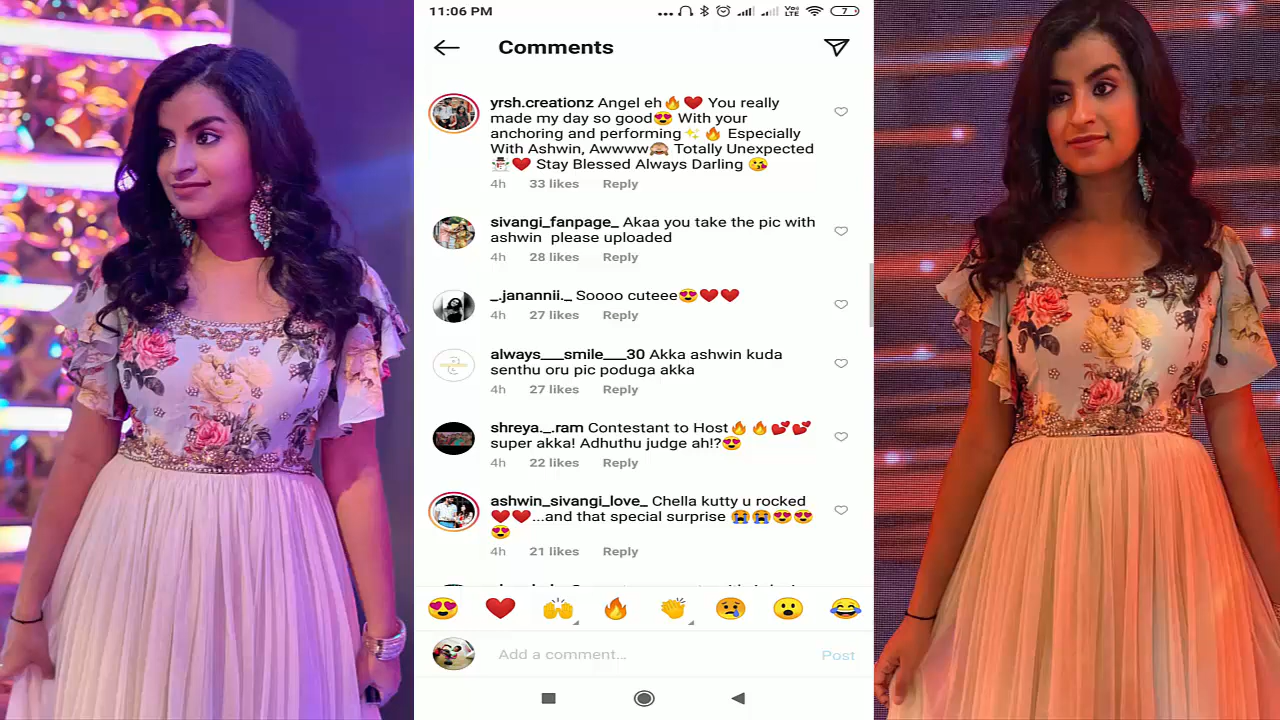 11:06 PM
Vo)
LTE
7
Comments
yrsh.creationz Angel eh🔥❤️ You really
made my day so good😍 With your
anchoring and performing✨🔥 Especially
With Ashwin, Awwww🙈 Totally Unexpected
☃️❤️ Stay Blessed Always Darling 😘
4h 33 likes Reply
sivangi_fanpage_ Akaa you take the pic with
ashwin please uploaded
4h 28 likes Reply
_.janannii._ Soooo cuteee😍❤️❤️
4h 27 likes Reply
always___smile___30 Akka ashwin kuda
senthu oru pic poduga akka
4h 27 likes Reply
shreya._.ram Contestant to Host🔥🔥💕💕
super akka! Adhuthu judge ah!?😍
4h 22 likes Reply
ashwin_sivangi_love_ Chella kutty u rocked
❤️❤️...and that special surprise 😭😭😍😍
😍
4h 21 likes Reply
😍 ❤️ 🙌 🔥 👏 😢 😮 😂
Add a comment... Post